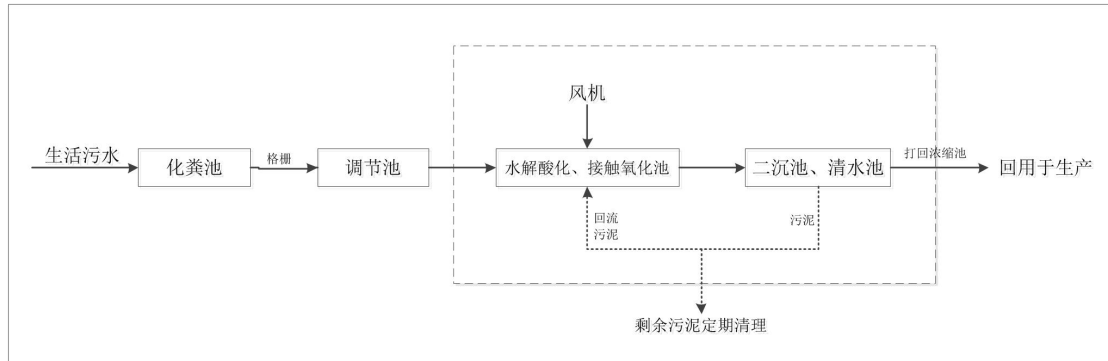 风机
生活污水
化粪池
格栅
调节池
水解酸化、接触氧化池
二沉池、清水池
打回浓缩池
回用于生产
回流
污泥
污泥
剩余污泥定期清理